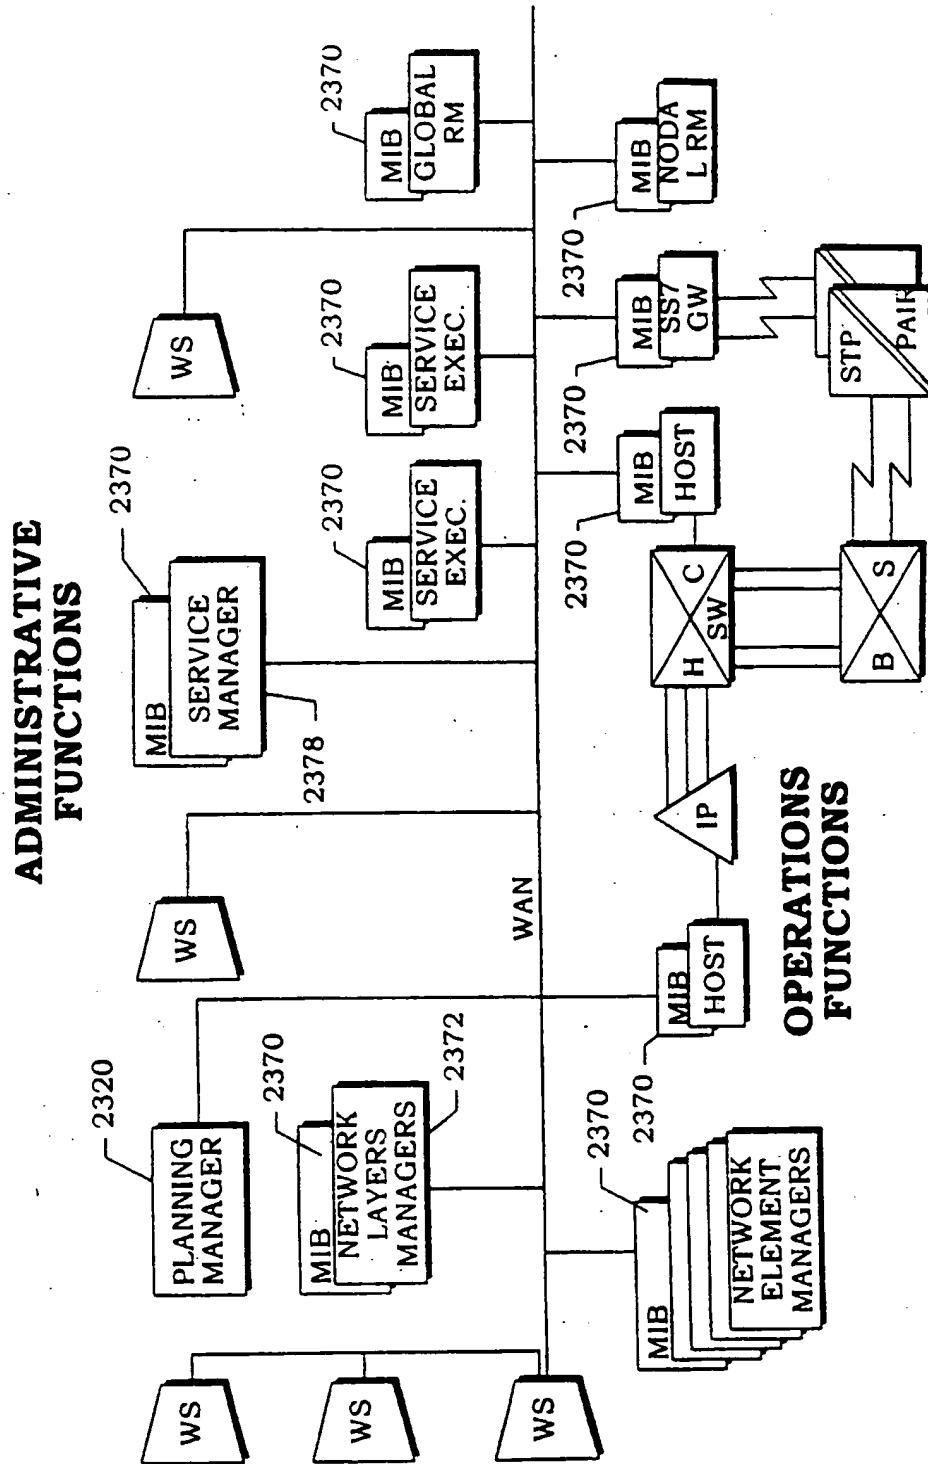 ADMINISTRATIVE
FUNCTIONS
WS
WS
WS
PLANNING
MANAGER
2320
MIB
NETWORK
LAYERS
MANAGERS
2370
2372
WS
MIB
SERVICE
MANAGER
2370
2378
WS
MIB
SERVICE
EXEC.
2370
MIB
SERVICE
EXEC.
2370
MIB
GLOBAL
RM
2370
WAN
MIB
NETWORK
ELEMENT
MANAGERS
2370
MIB
HOST
2370
IP
H
C
SW
B
S
MIB
HOST
2370
MIB
SS7
GW
2370
MIB
NODA
L RM
2370
STP
PAIR
OPERATIONS
FUNCTIONS